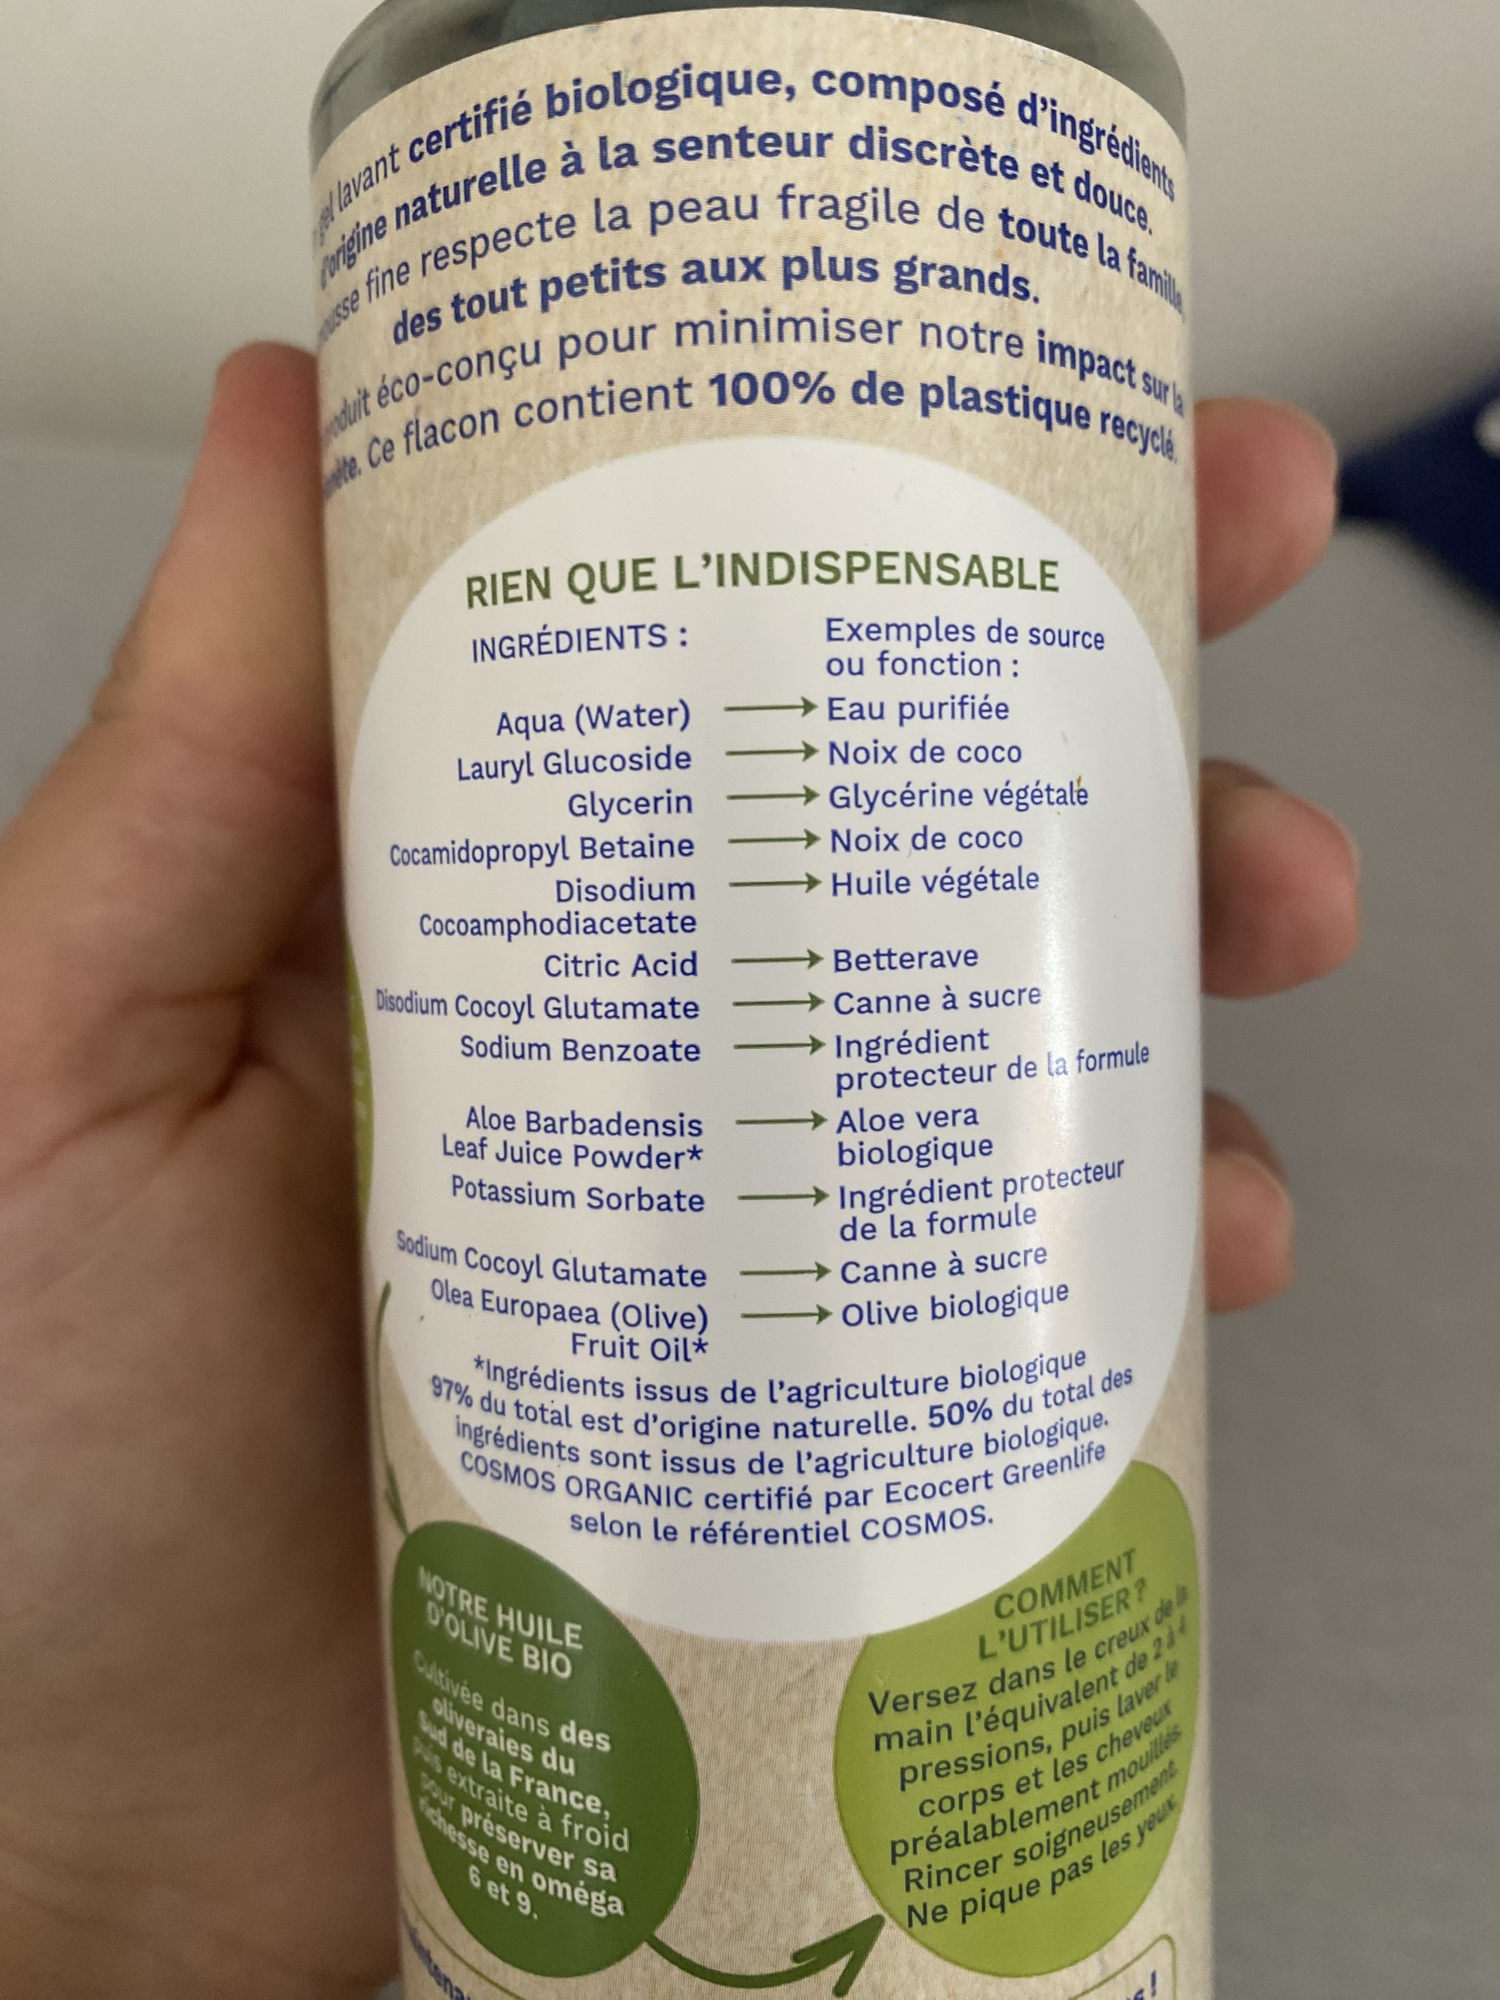 gel lavant certifié biologique, composé d'ingrédients
d'origine naturelle à la senteur discrète et douce.
fine respecte la peau fragile de toute la famille,
des tout petits aux plus grands.
produit éco-conçu pour minimiser notre impact sur la
Ce flacon contient 100% de plastique recyclé.
RIEN QUE L'INDISPENSABLE
INGRÉDIENTS :
Exemples de source
ou fonction :
Aqua (Water) → Eau purifiée
Lauryl Glucoside → Noix de coco
Glycerin → Glycérine végétale
Cocamidopropyl Betaine → Noix de coco
Disodium → Huile végétale
Cocoamphodiacetate
Citric Acid → Betterave
Disodium Cocoyl Glutamate → Canne à sucre
Sodium Benzoate → Ingrédient
protecteur de la formule
Aloe Barbadensis → Aloe vera
Leaf Juice Powder* biologique
Potassium Sorbate → Ingrédient protecteur
de la formule
Sodium Cocoyl Glutamate → Canne à sucre
Olea Europaea (Olive) → Olive biologique
Fruit Oil*
*Ingrédients issus de l'agriculture biologique
97% du total est d'origine naturelle. 50% du total des
ingrédients sont issus de l'agriculture biologique.
COSMOS ORGANIC certifié par Ecocert Greenlife
selon le référentiel COSMOS.
NOTRE HUILE
D'OLIVE BIO
Cultivée dans des
oliveraies du
Sud de la France,
puis extraite à froid
pour préserver sa
richesse en oméga
6 et 9.
COMMENT
L'UTILISER ?
Versez dans le creux de la
main l'équivalent de 2 à 4
pressions, puis laver le
corps et les cheveux
préalablement mouillés.
Rincer soigneusement.
Ne pique pas les yeux.